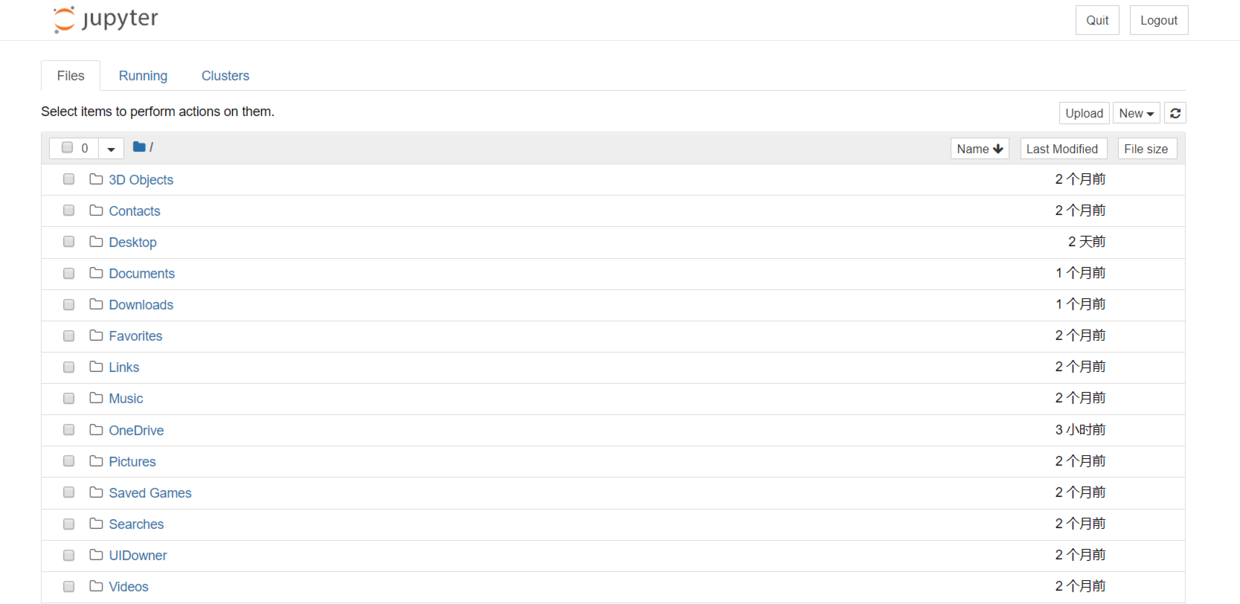 jupyter Quit Logout
Files Running Clusters
Select items to perform actions on them. Upload New
0 / Name Last Modified File size
3D Objects 2 个月前
Contacts 2 个月前
Desktop 2 天前
Documents 1 个月前
Downloads 1 个月前
Favorites 2 个月前
Links 2 个月前
Music 2 个月前
OneDrive 3 小时前
Pictures 2 个月前
Saved Games 2 个月前
Searches 2 个月前
UIDowner 2 个月前
Videos 2 个月前